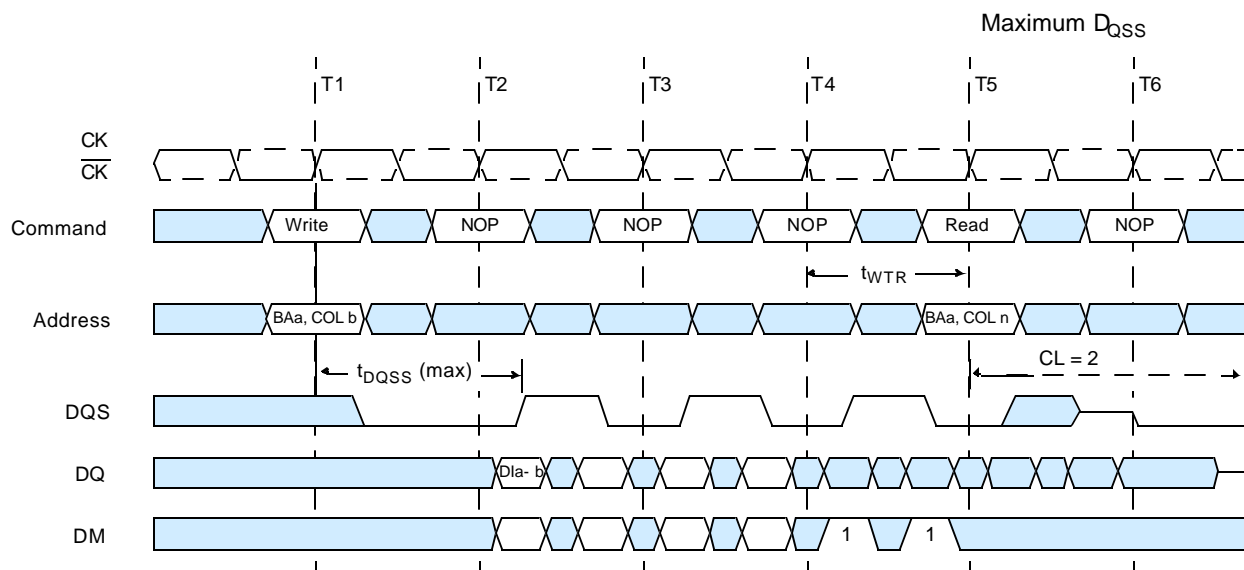 Maximum DQSS
T1 T2 T3 T4 T5 T6
CK
CK
Command Write NOP NOP NOP Read NOP
tWTR
Address BAa, COL b BAa, COL n
tDQSS (max) CL = 2
DQS
DQ DIa- b
DM 1 1